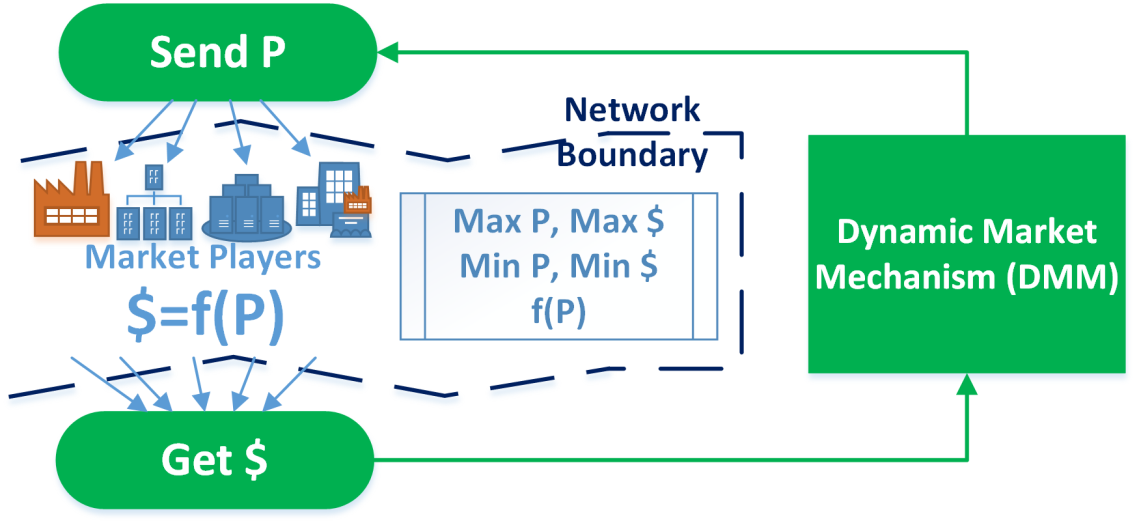 Send P
Network
Boundary
Max P, Max $
Min P, Min $
f(P)
Market Players
$=f(P)
Dynamic Market
Mechanism (DMM)
Get $